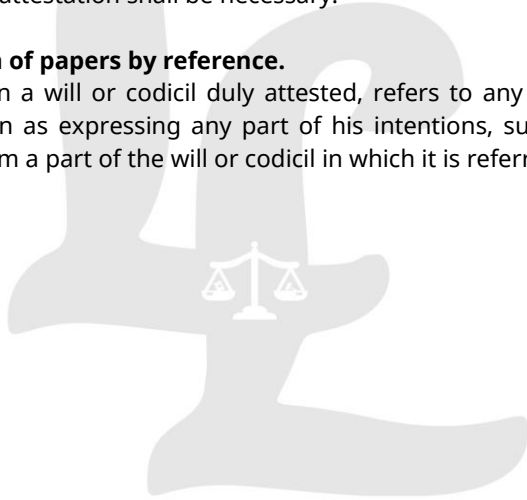 attestation shall be necessary.
of papers by reference.
n a will or codicil duly attested, refers to any
n as expressing any part of his intentions, su
m a part of the will or codicil in which it is referr